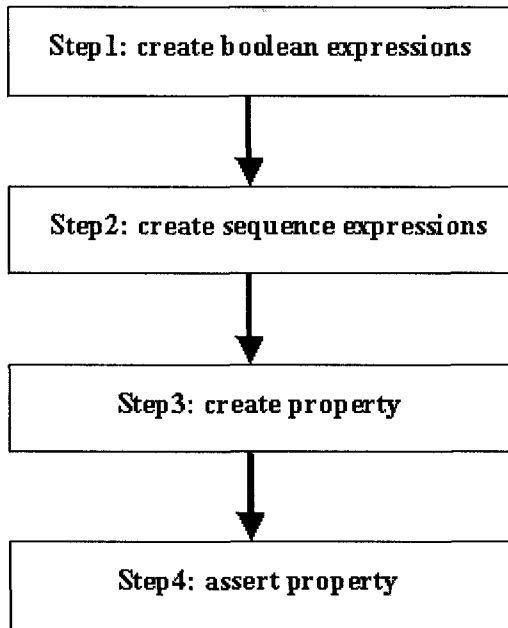 Step1: create boolean expressions
Step2: create sequence expressions
Step3: create property
Step4: assert property